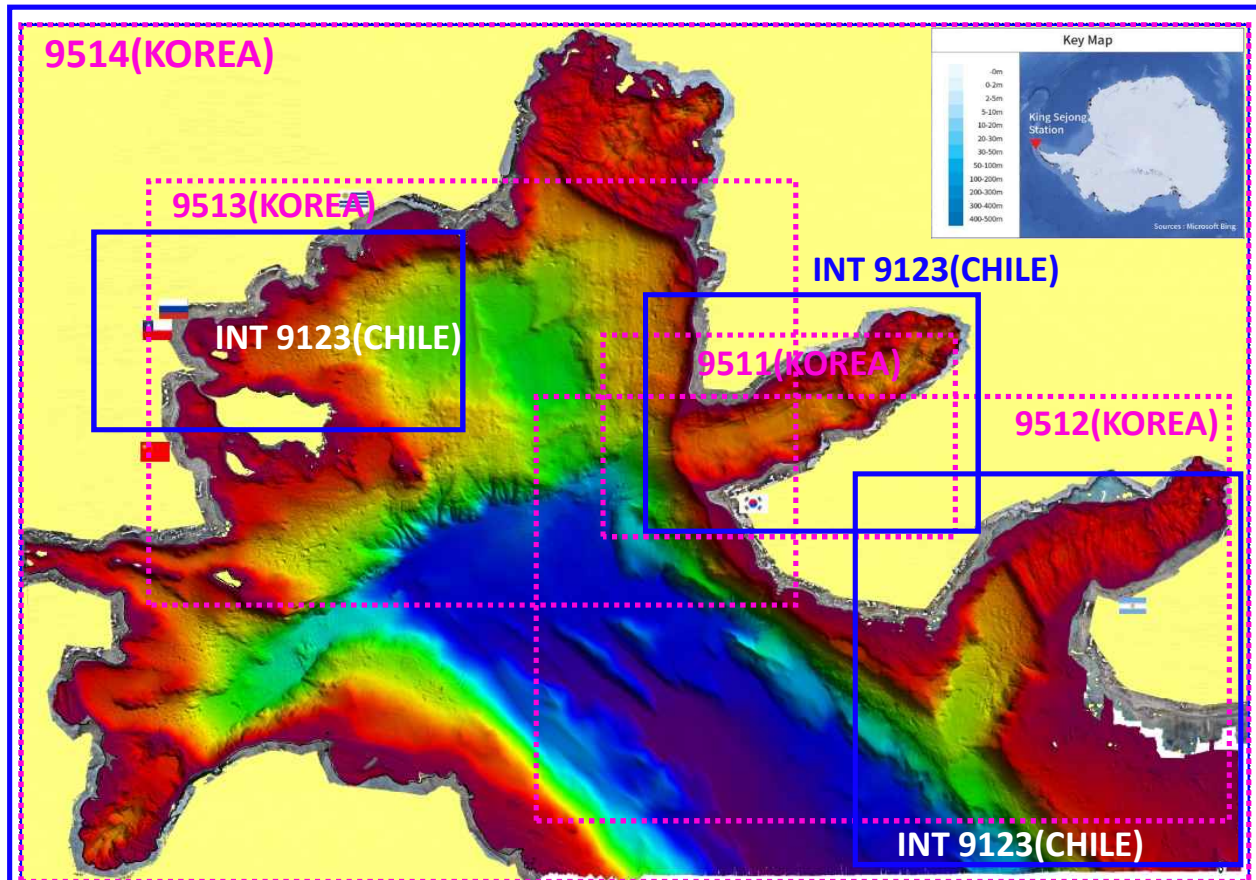 9514(KOREA)
Key Map
-0m
0-2m
2-5m
5-10m
10-20m
20-30m
30-50m
50-100m
100-200m
200-300m
300-400m
400-500m
King Sejong
Station
Sources : Microsoft Bing
9513(KOREA)
INT 9123(CHILE)
INT 9123(CHILE)
9511(KOREA)
9512(KOREA)
INT 9123(CHILE)